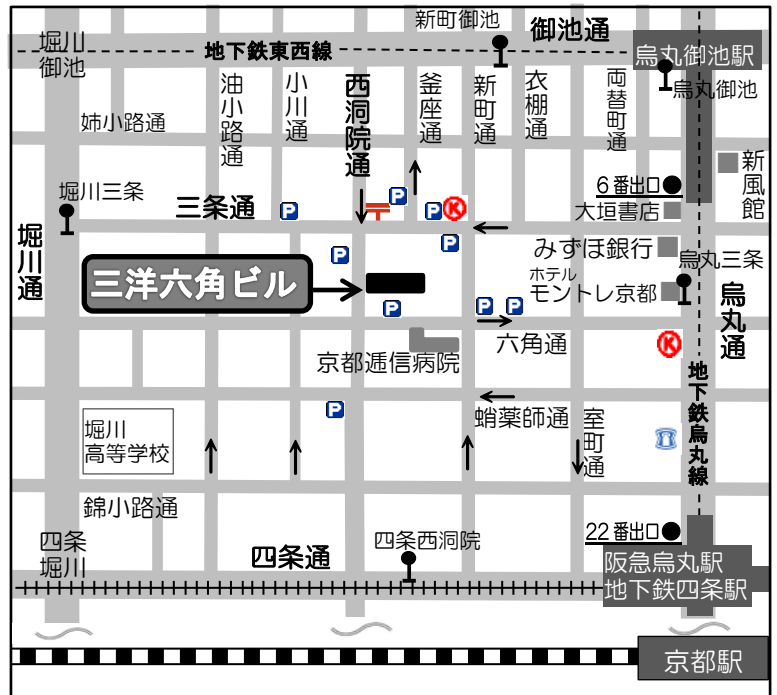 新町御池
御池通
堀川
御池
地下鉄東西線
烏丸御池駅
烏丸御池
油小路通
小川通
西洞院通
釜座通
新町通
衣棚通
両替町通
姉小路通
新風館
6番出口
堀川三条
三条通
大垣書店
堀川通
みずほ銀行
烏丸三条
三洋六角ビル
ホテル
モントレ京都
烏丸通
六角通
京都逓信病院
地下鉄烏丸線
蛸薬師通
室町通
堀川
高等学校
錦小路通
22番出口
四条
堀川
四条通
四条西洞院
阪急烏丸駅
地下鉄四条駅
京都駅
P
P
P
K
P
P
P
P
P
K
P